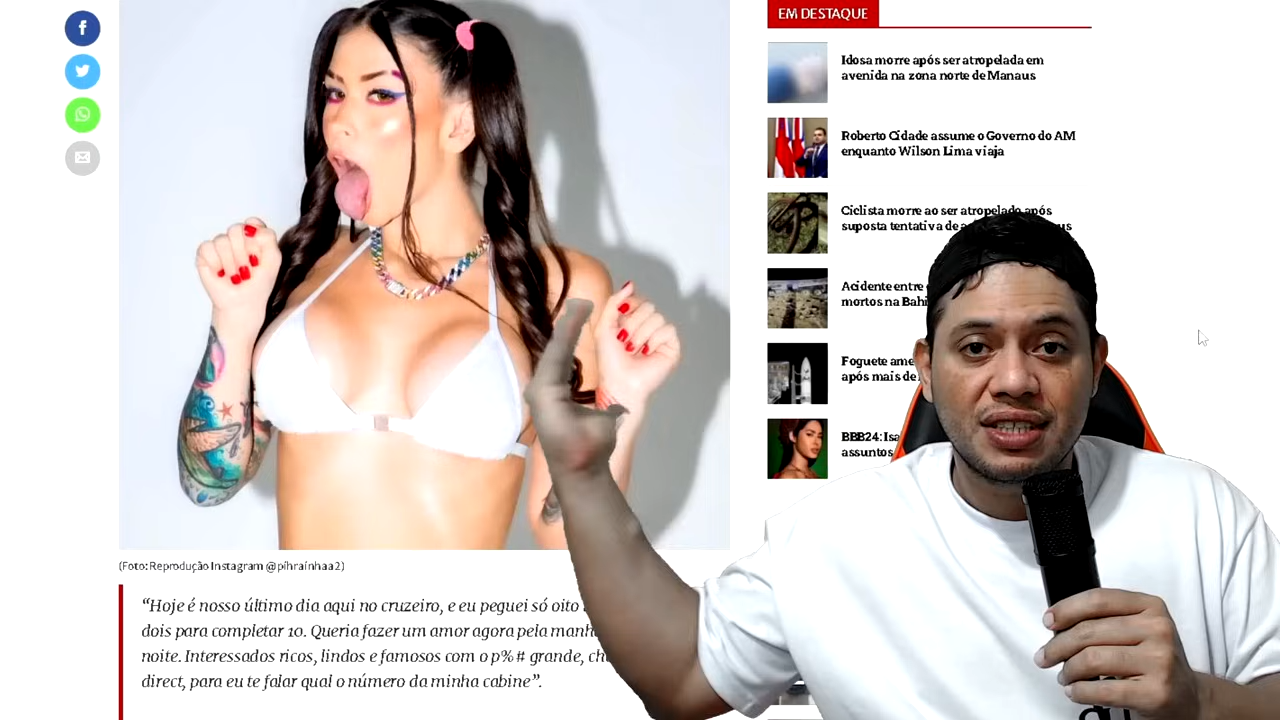 EM DESTAQUE
Idosa morre após ser atropelada em
avenida na zona norte de Manaus
Roberto Cidade assume o Governo do AM
enquanto Wilson Lima viaja
Ciclista morre ao ser atropelado após
suposta tentativa de
Acidente entre
mortos na Bahi
Foguete ame
após mais de
BBB24: Isa
assuntos
(Foto: Reprodução Instagram @pihrainhaa2)
“Hoje é nosso último dia aqui no cruzeiro, e eu peguei só oito
dois para completar 10. Queria fazer um amor agora pela manh
noite. Interessados ricos, lindos e famosos com o p%# grande, ch
direct, para eu te falar qual o número da minha cabine”.